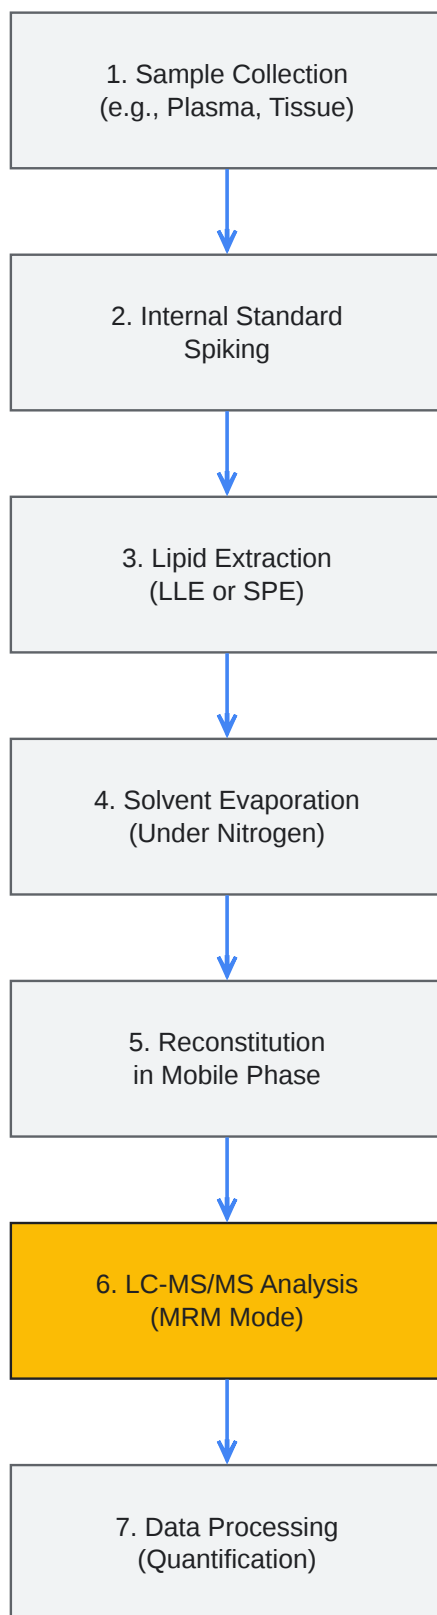 1. Sample Collection
(e.g., Plasma, Tissue)
2. Internal Standard
Spiking
3. Lipid Extraction
(LLE or SPE)
4. Solvent Evaporation
(Under Nitrogen)
5. Reconstitution
in Mobile Phase
6. LC-MS/MS Analysis
(MRM Mode)
7. Data Processing
(Quantification)